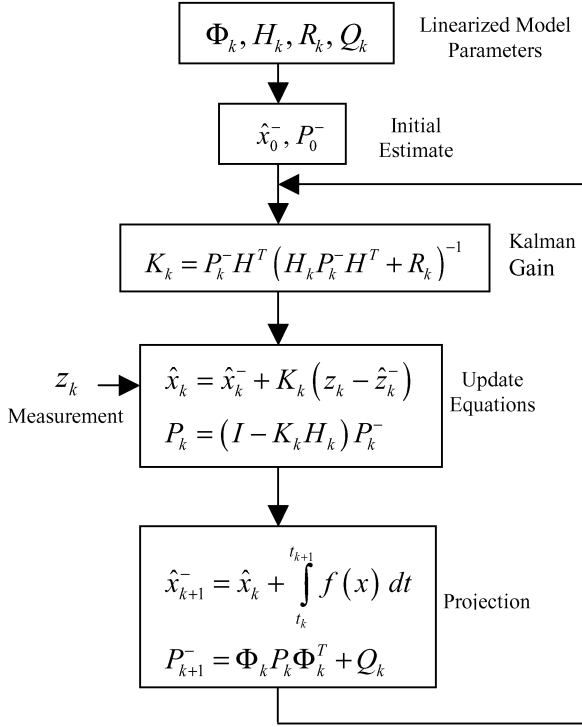 Φ_k, H_k, R_k, Q_k
Linearized Model
Parameters
x̂_0^-, P_0^-
Initial
Estimate
K_k = P_k^- H^T (H_k P_k^- H^T + R_k)^{-1}
Kalman
Gain
z_k
Measurement
x̂_k = x̂_k^- + K_k (z_k - ẑ_k^-)
P_k = (I - K_k H_k) P_k^-
Update
Equations
x̂_{k+1}^- = x̂_k + ∫_{t_k}^{t_{k+1}} f(x) dt
P_{k+1}^- = Φ_k P_k Φ_k^T + Q_k
Projection